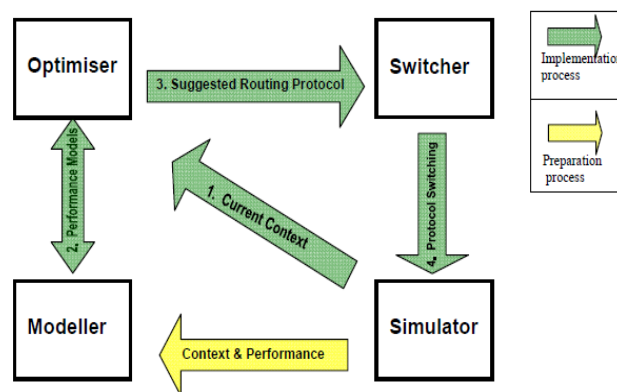 Optimiser
3. Suggested Routing Protocol
Switcher
Implementation
process
Preparation
process
2. Performance Models
1. Current Context
4. Protocol Switching
Modeller
Context & Performance
Simulator